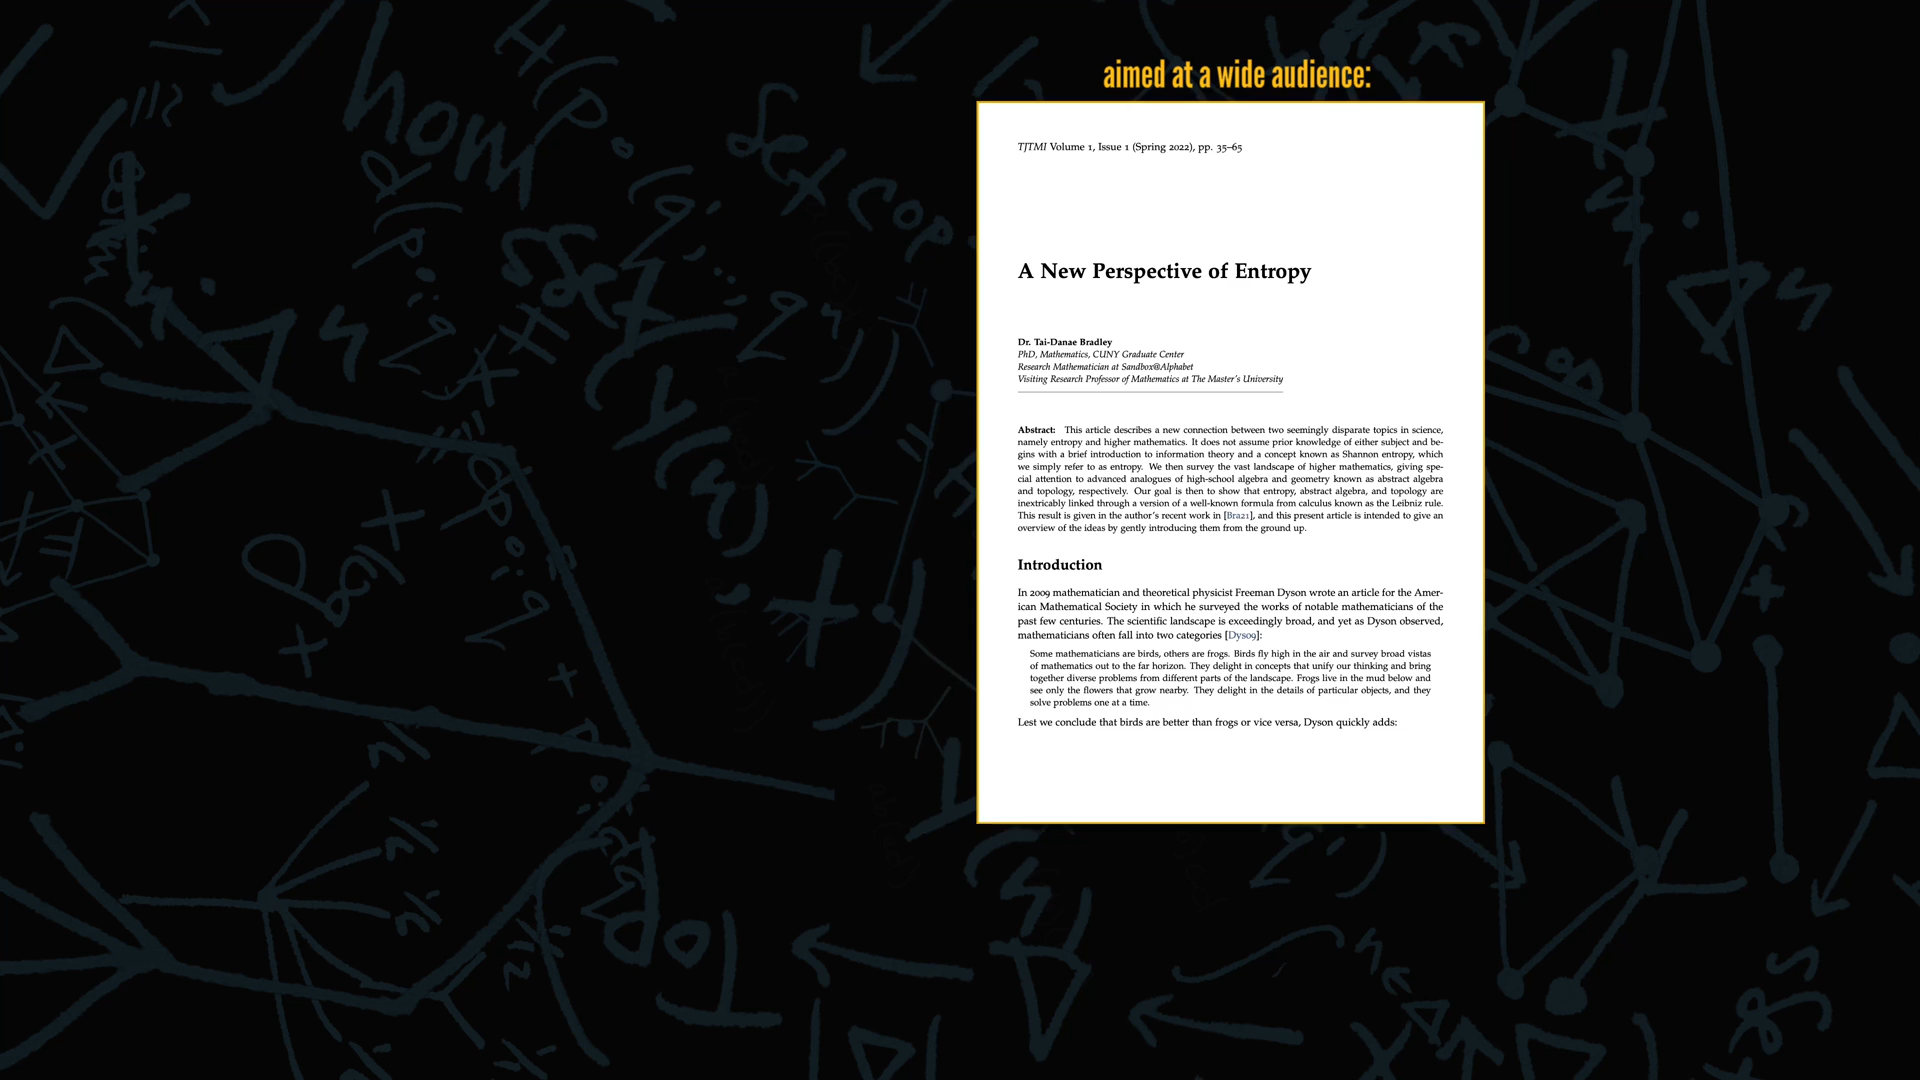 aimed at a wide audience:
TJTMI Volume 1, Issue 1 (Spring 2022), pp. 35–65
A New Perspective of Entropy
Dr. Tai-Danae Bradley
PhD, Mathematics, CUNY Graduate Center
Research Mathematician at Sandbox@Alphabet
Visiting Research Professor of Mathematics at The Master's University
Abstract: This article describes a new connection between two seemingly disparate topics in science,
namely entropy and higher mathematics. It does not assume prior knowledge of either subject and be-
gins with a brief introduction to information theory and a concept known as Shannon entropy, which
we simply refer to as entropy. We then survey the vast landscape of higher mathematics, giving spe-
cial attention to advanced analogues of high-school algebra and geometry known as abstract algebra
and topology, respectively. Our goal is then to show that entropy, abstract algebra, and topology are
inextricably linked through a version of a well-known formula from calculus known as the Leibniz rule.
This result is given in the author's recent work in [Bra21], and this present article is intended to give an
overview of the ideas by gently introducing them from the ground up.
Introduction
In 2009 mathematician and theoretical physicist Freeman Dyson wrote an article for the Amer-
ican Mathematical Society in which he surveyed the works of notable mathematicians of the
past few centuries. The scientific landscape is exceedingly broad, and yet as Dyson observed,
mathematicians often fall into two categories [Dys09]:
Some mathematicians are birds, others are frogs. Birds fly high in the air and survey broad vistas
of mathematics out to the far horizon. They delight in concepts that unify our thinking and bring
together diverse problems from different parts of the landscape. Frogs live in the mud below and
see only the flowers that grow nearby. They delight in the details of particular objects, and they
solve problems one at a time.
Lest we conclude that birds are better than frogs or vice versa, Dyson quickly adds:
hom